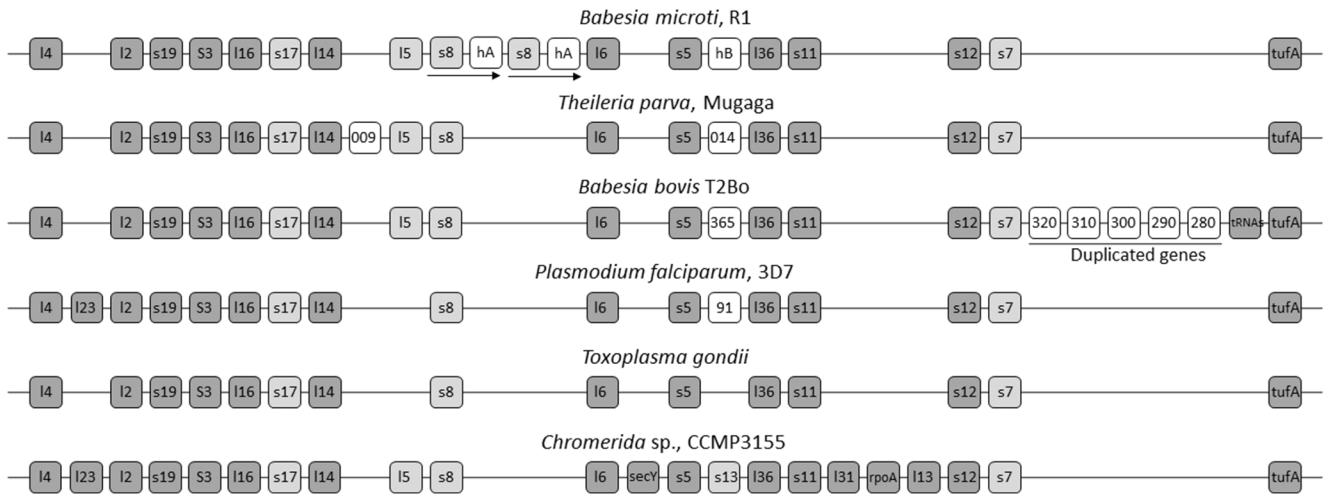 Babesia microti, R1
l4 l2 s19 S3 l16 s17 l14 l5 s8 hA s8 hA l6 s5 hB l36 s11 s12 s7 tufA
Theileria parva, Mugaga
l4 l2 s19 S3 l16 s17 l14 009 l5 s8 l6 s5 014 l36 s11 s12 s7 tufA
Babesia bovis T2Bo
l4 l2 s19 S3 l16 s17 l14 l5 s8 l6 s5 365 l36 s11 s12 s7 320 310 300 290 280 tRNAs tufA
Duplicated genes
Plasmodium falciparum, 3D7
l4 l23 l2 s19 S3 l16 s17 l14 s8 l6 s5 91 l36 s11 s12 s7 tufA
Toxoplasma gondii
l4 l2 s19 S3 l16 s17 l14 s8 l6 s5 l36 s11 s12 s7 tufA
Chromerida sp., CCMP3155
l4 l23 l2 s19 S3 l16 s17 l14 l5 s8 l6 secY s5 s13 l36 s11 l31 rpoA l13 s12 s7 tufA